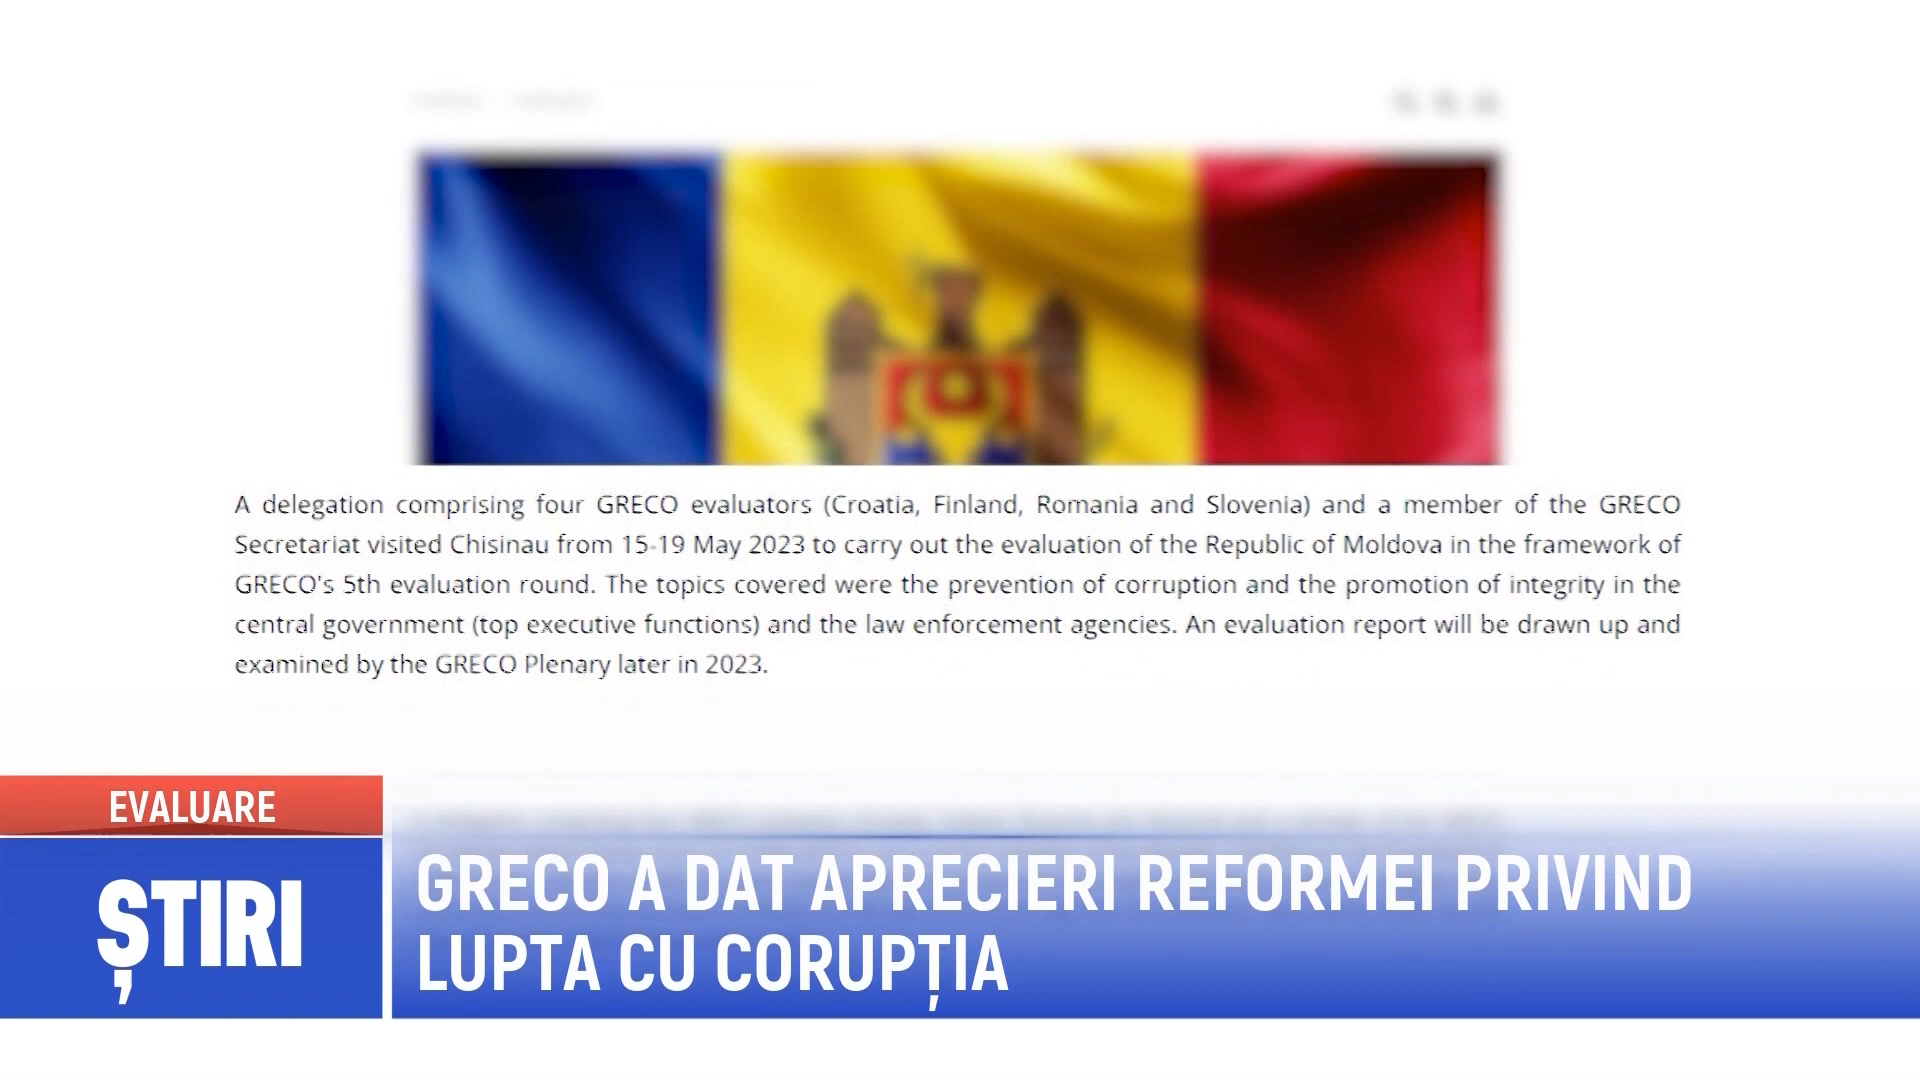 A delegation comprising four GRECO evaluators (Croatia, Finland, Romania and Slovenia) and a member of the GRECO
Secretariat visited Chisinau from 15-19 May 2023 to carry out the evaluation of the Republic of Moldova in the framework of
GRECO's 5th evaluation round. The topics covered were the prevention of corruption and the promotion of integrity in the
central government (top executive functions) and the law enforcement agencies. An evaluation report will be drawn up and
examined by the GRECO Plenary later in 2023.
EVALUARE
ȘTIRI
GRECO A DAT APRECIERI REFORMEI PRIVIND
LUPTA CU CORUPȚIA